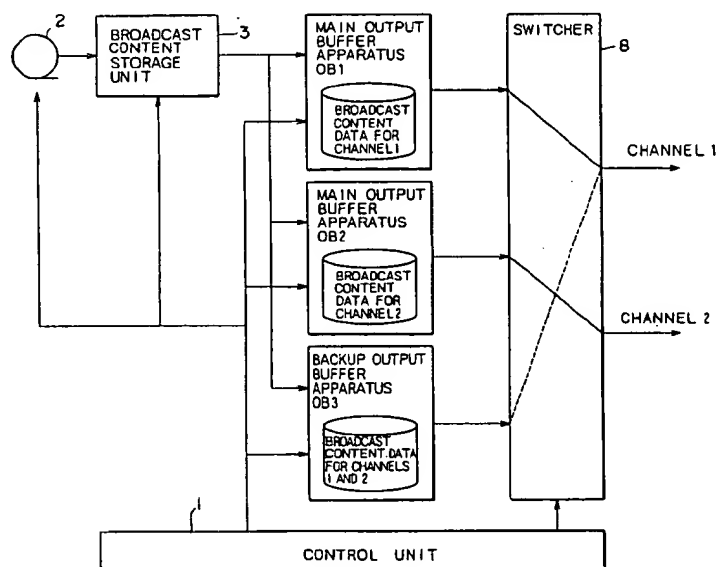 2
BROADCAST
CONTENT
STORAGE
UNIT
3
MAIN OUTPUT
BUFFER
APPARATUS
OB1
BROADCAST
CONTENT
DATA FOR
CHANNEL1
SWITCHER
8
CHANNEL 1
MAIN OUTPUT
BUFFER
APPARATUS
OB2
BROADCAST
CONTENT
DATA FOR
CHANNEL2
CHANNEL 2
BACKUP OUTPUT
BUFFER
APPARATUS
OB3
BROADCAST
CONTENT.DATA
FOR CHANNELS
1 AND 2
1
CONTROL UNIT